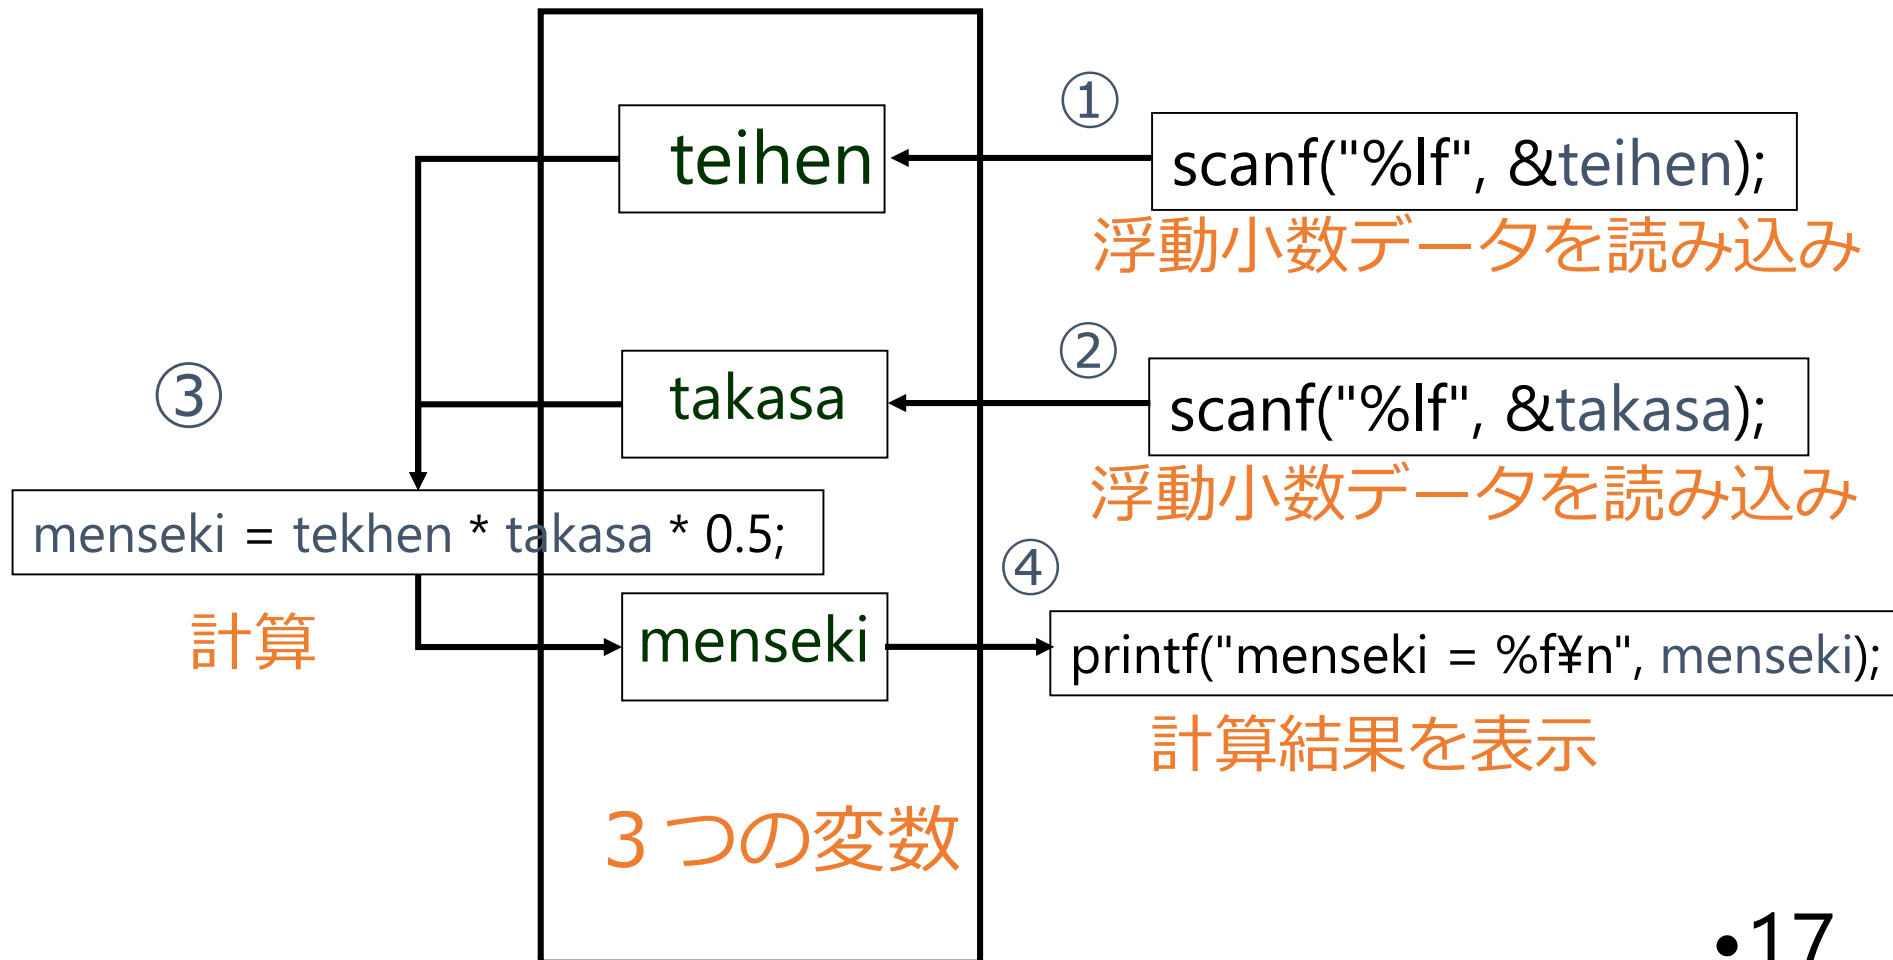 ①
teihen
scanf("%lf", &teihen);
浮動小数データを読み込み
②
③
takasa
scanf("%lf", &takasa);
浮動小数データを読み込み
menseki = tekhen * takasa * 0.5;
④
計算
menseki
printf("menseki = %f¥n", menseki);
計算結果を表示
３つの変数
•17